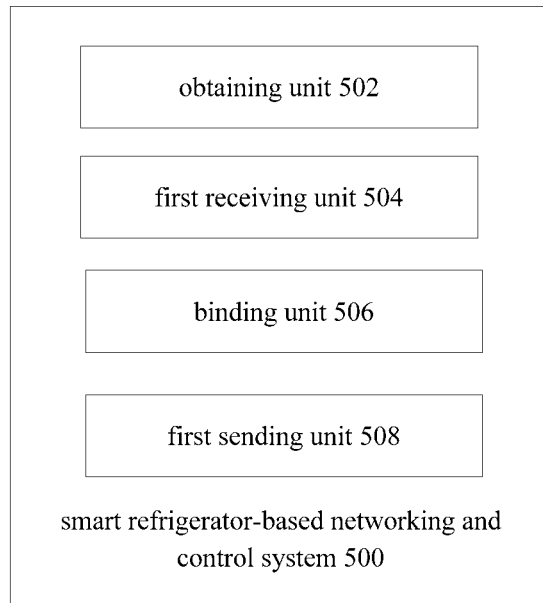 obtaining unit 502
first receiving unit 504
binding unit 506
first sending unit 508
smart refrigerator-based networking and
control system 500